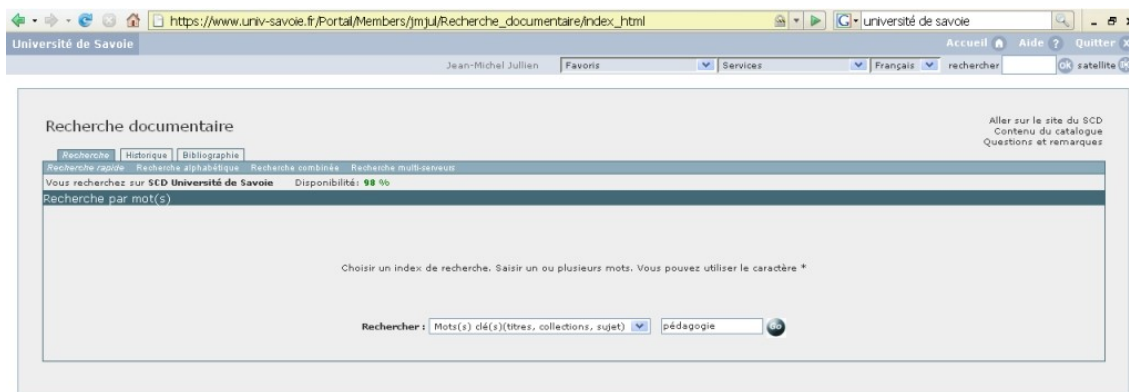 https://www.univ-savoie.fr/Portal/Members/jmjul/Recherche_documentaire/index_html université de savoie
Université de Savoie Accueil Aide ? Quitter X
Jean-Michel Jullien Favoris Services Français rechercher ok satellite
Recherche documentaire
Aller sur le site du SCD
Contenu du catalogue
Questions et remarques
Recherche Historique Bibliographie
Recherche rapide Recherche alphabétique Recherche combinée Recherche multi-serveurs
Vous recherchez sur SCD Université de Savoie Disponibilité: 98 %
Recherche par mot(s)
Choisir un index de recherche. Saisir un ou plusieurs mots. Vous pouvez utiliser le caractère *
Rechercher : Mots(s) clé(s)(titres, collections, sujet) pédagogie Go